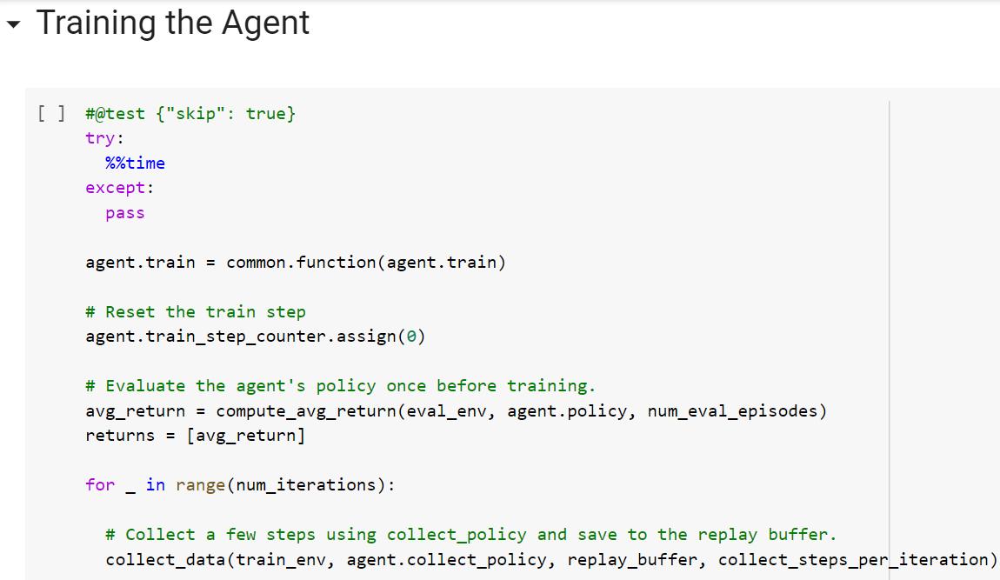 Training the Agent
[ ] #@test {"skip": true}
try:
  %%time
except:
  pass
agent.train = common.function(agent.train)
# Reset the train step
agent.train_step_counter.assign(0)
# Evaluate the agent's policy once before training.
avg_return = compute_avg_return(eval_env, agent.policy, num_eval_episodes)
returns = [avg_return]
for _ in range(num_iterations):
  # Collect a few steps using collect_policy and save to the replay buffer.
  collect_data(train_env, agent.collect_policy, replay_buffer, collect_steps_per_iteration)